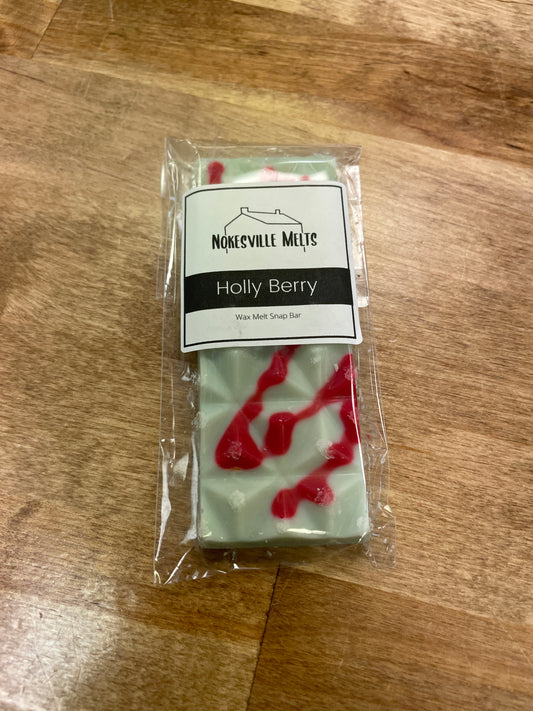 Nokesville Melts
Holly Berry
Wax Melt Snap Bar